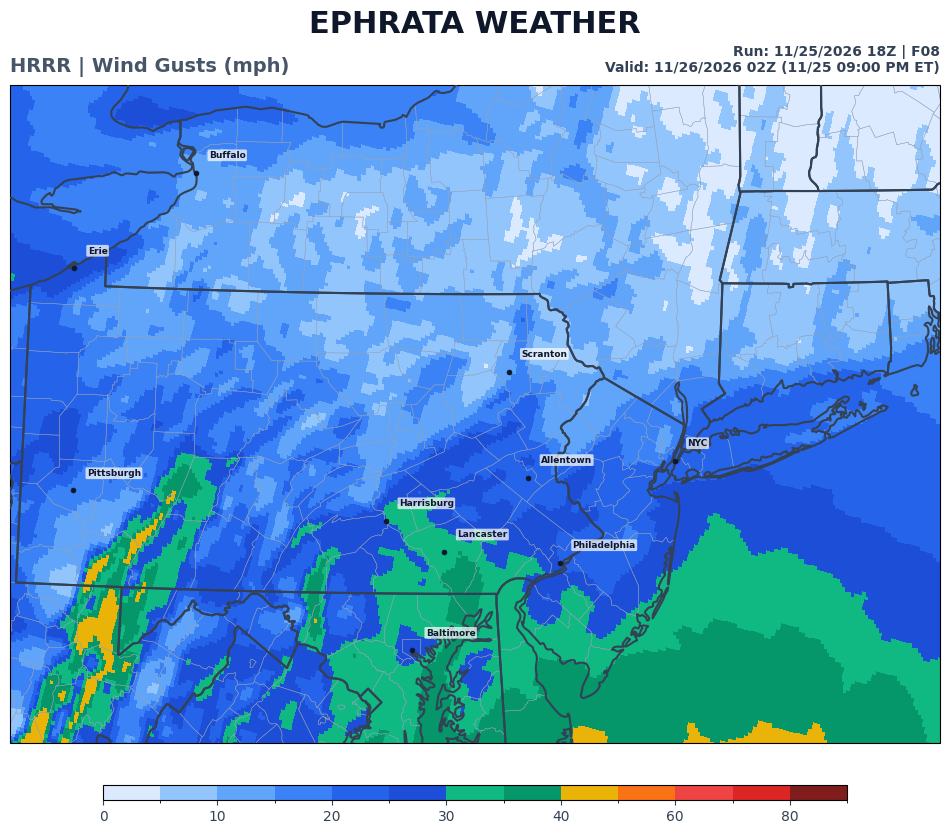 EPHRATA WEATHER
HRRR | Wind Gusts (mph)
Run: 11/25/2026 18Z | F08
Valid: 11/26/2026 02Z (11/25 09:00 PM ET)
Buffalo
Erie
Scranton
NYC
Allentown
Pittsburgh
Harrisburg
Lancaster
Philadelphia
Baltimore
0 10 20 30 40 50 60 70 80